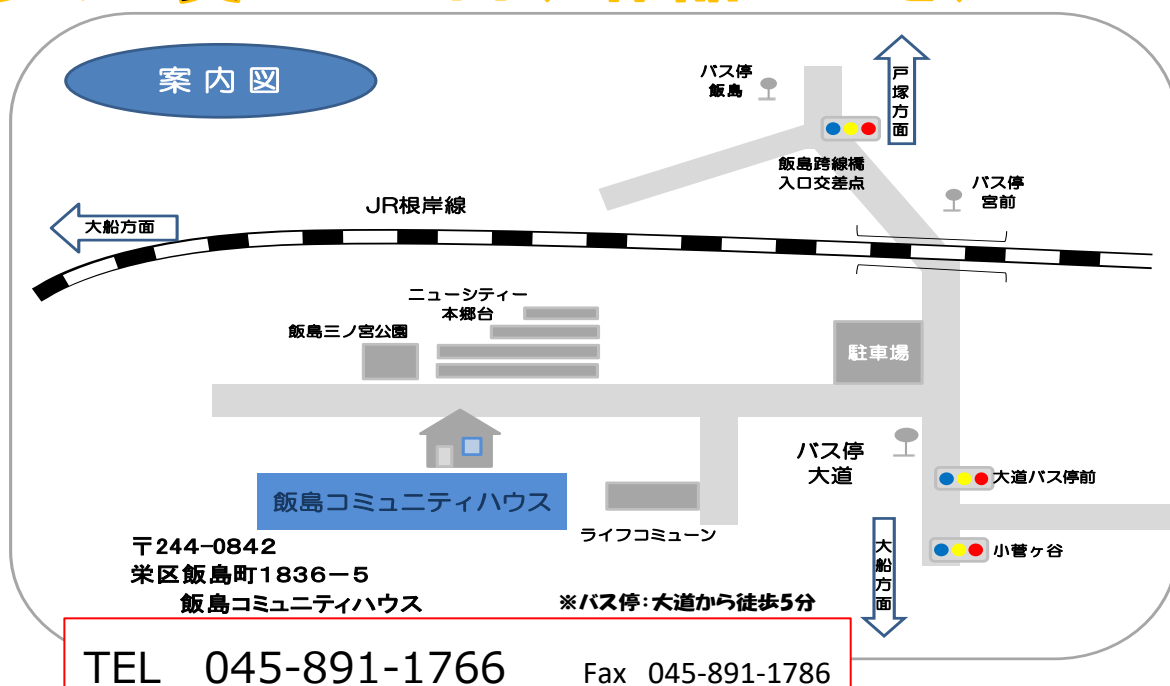 案内図
バス停
飯島
戸塚方面
飯島跨線橋
入口交差点
バス停
宮前
JR根岸線
大船方面
ニューシティー
本郷台
飯島三ノ宮公園
駐車場
バス停
大道
大道バス停前
飯島コミュニティハウス
ライフコミューン
小菅ヶ谷
大船方面
〒244-0842
栄区飯島町1836-5
飯島コミュニティハウス
※バス停:大道から徒歩5分
TEL 045-891-1766 Fax 045-891-1786